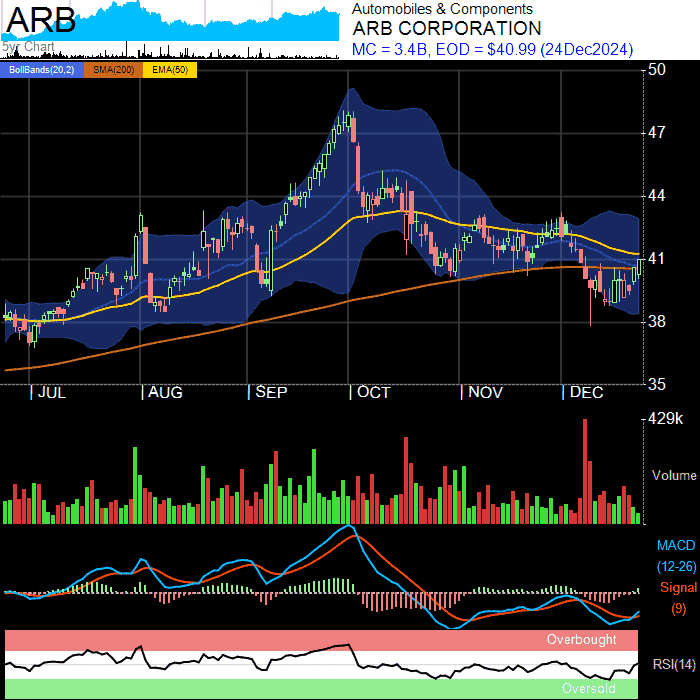 ARB
5yr Chart
Automobiles & Components
ARB CORPORATION
MC = 3.4B, EOD = $40.99 (24Dec2024)
BollBands(20,2) SMA(200) EMA(50)
50
47
44
41
38
35
JUL AUG SEP OCT NOV DEC
429k
Volume
MACD
(12-26)
Signal
(9)
Overbought
RSI(14)
Oversold